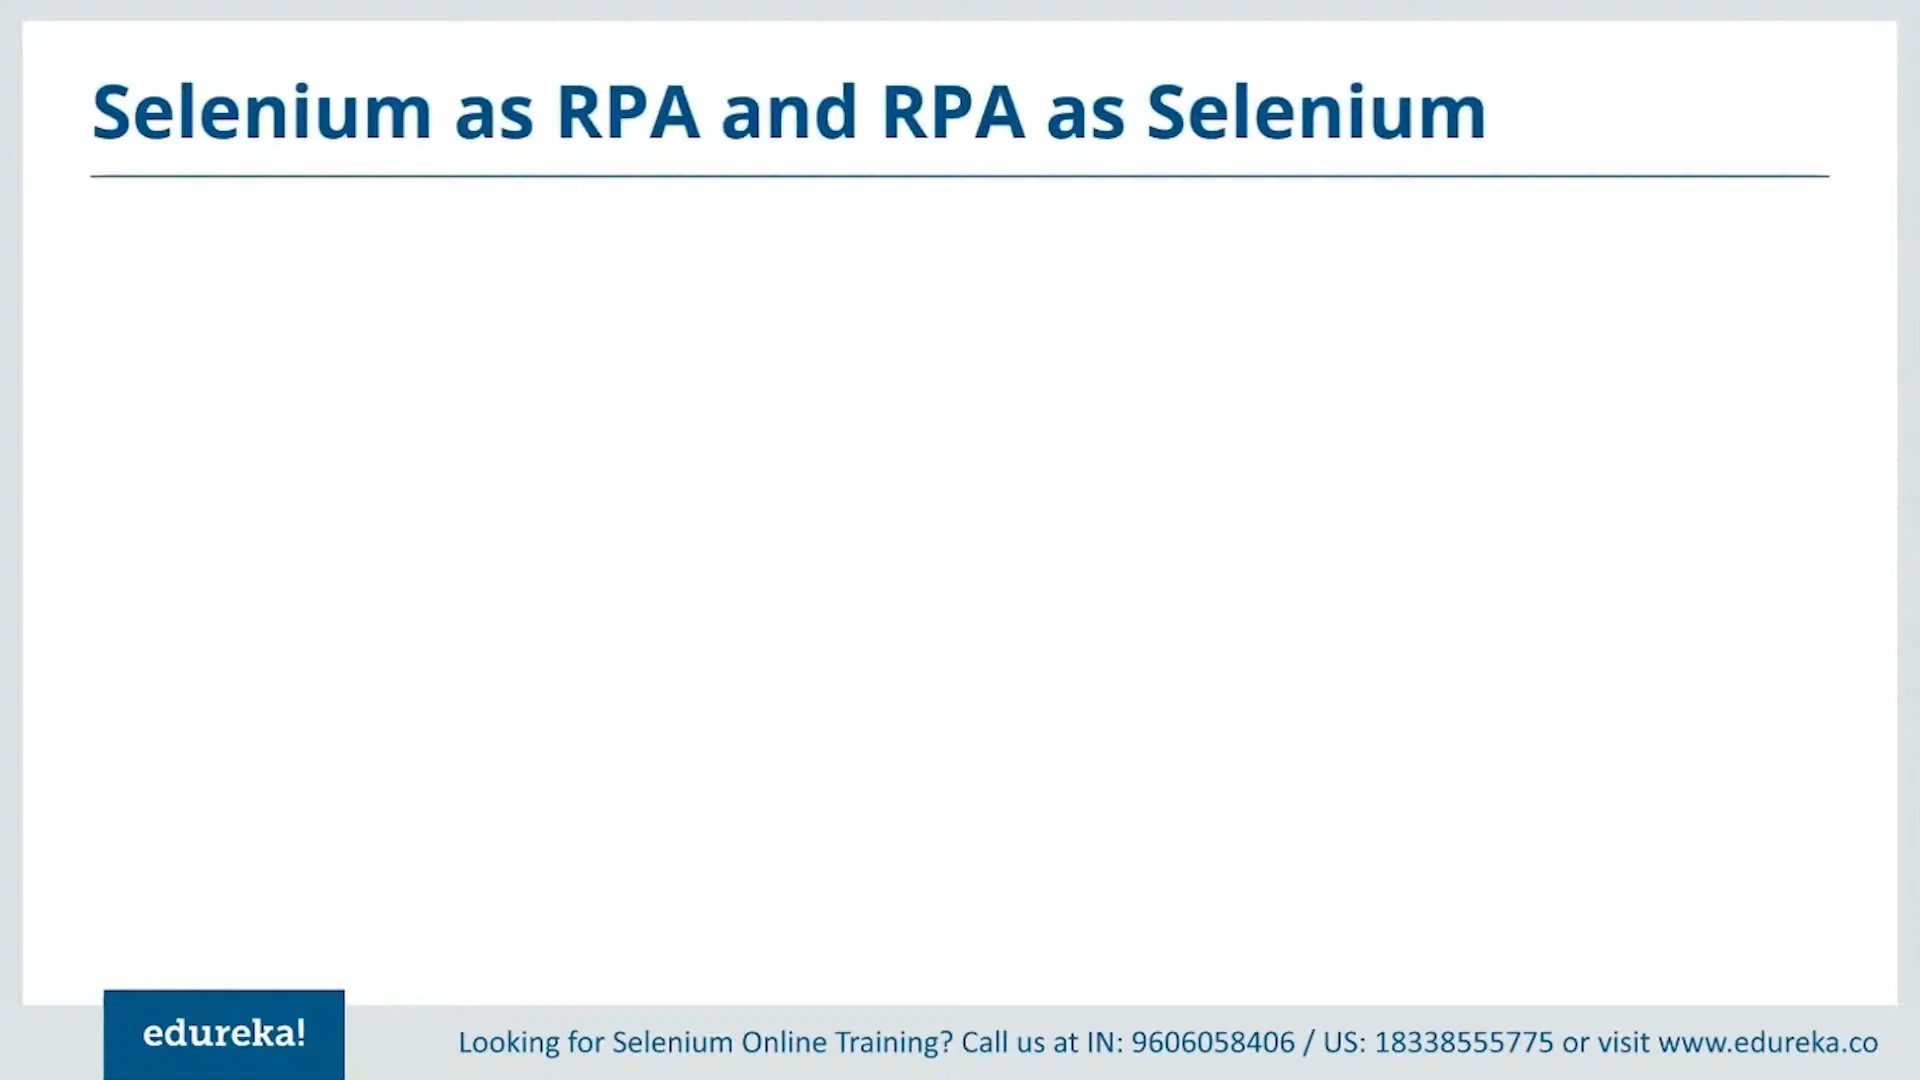 Selenium as RPA and RPA as Selenium
edureka!
Looking for Selenium Online Training? Call us at IN: 9606058406 / US: 18338555775 or visit www.edureka.co